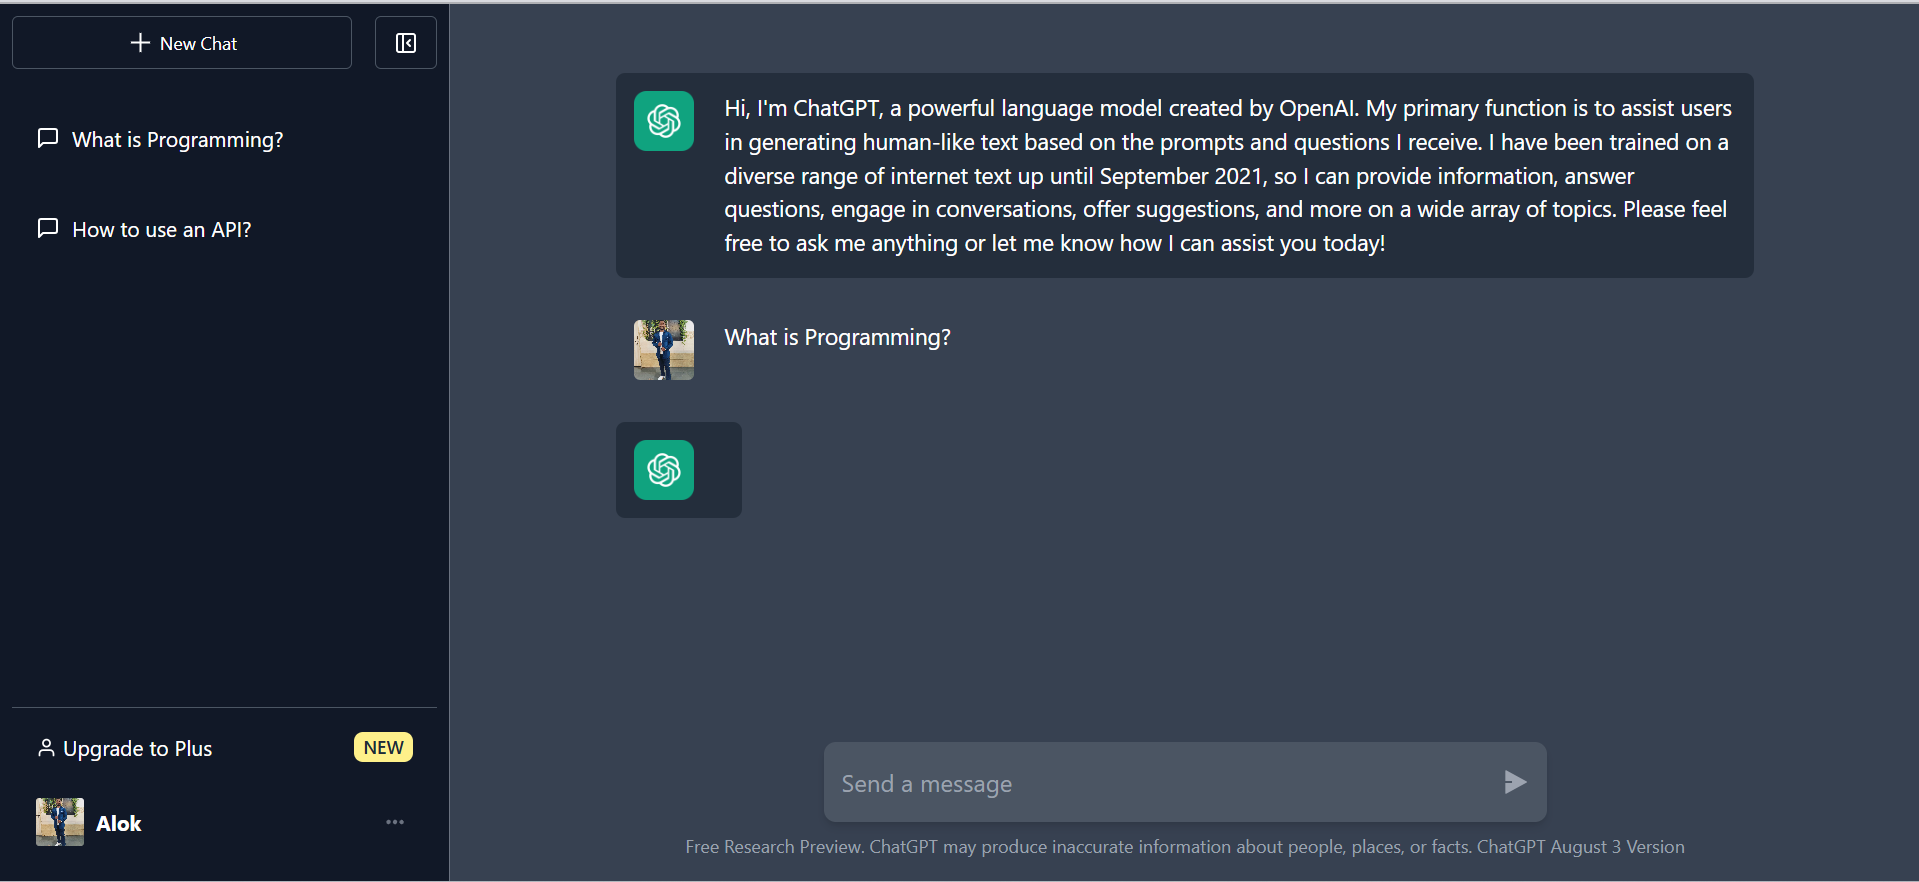 New Chat
What is Programming?
How to use an API?
Upgrade to Plus
NEW
Alok
Hi, I'm ChatGPT, a powerful language model created by OpenAI. My primary function is to assist users
in generating human-like text based on the prompts and questions I receive. I have been trained on a
diverse range of internet text up until September 2021, so I can provide information, answer
questions, engage in conversations, offer suggestions, and more on a wide array of topics. Please feel
free to ask me anything or let me know how I can assist you today!
What is Programming?
Send a message
Free Research Preview. ChatGPT may produce inaccurate information about people, places, or facts. ChatGPT August 3 Version